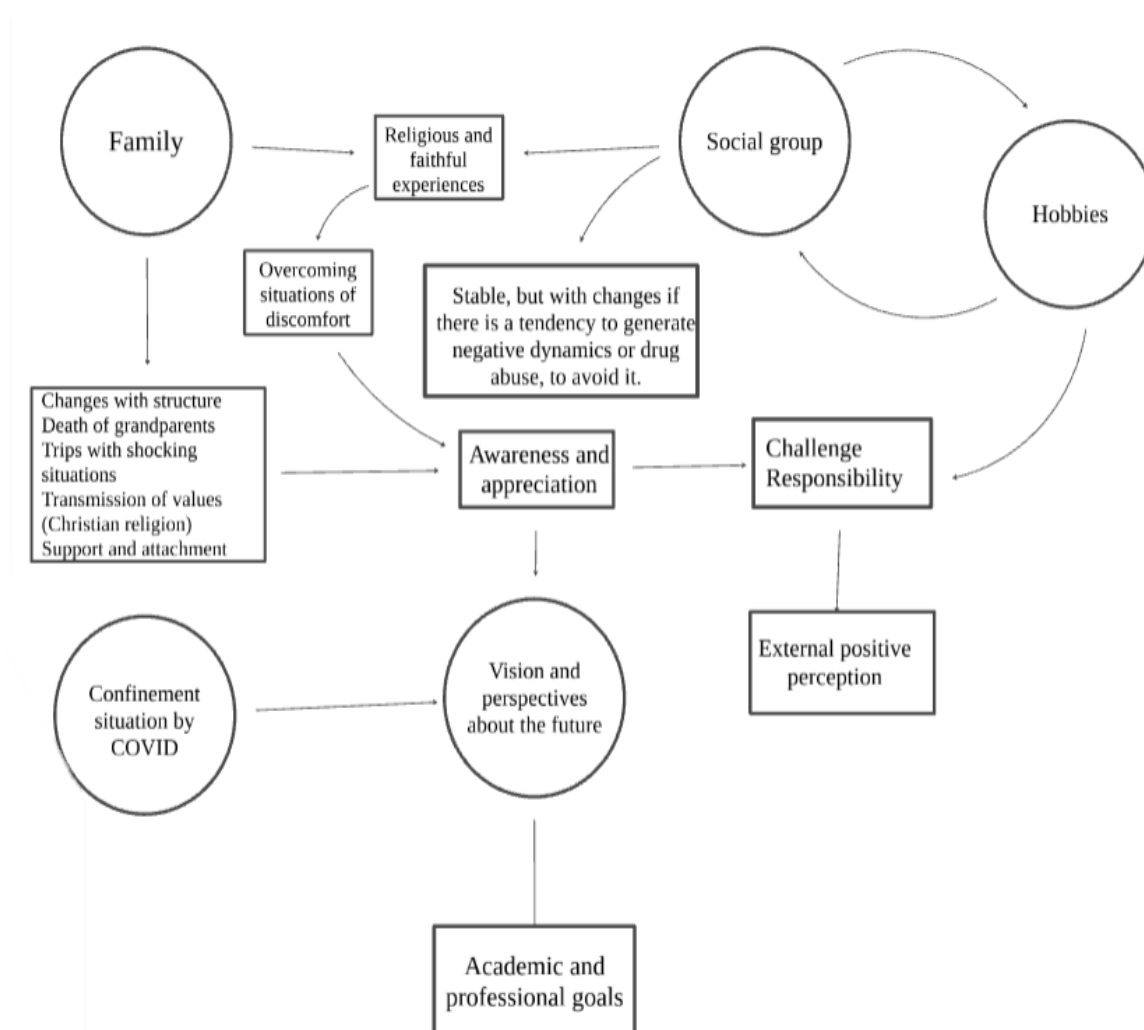 Family
Religious and
faithful
experiences
Social group
Hobbies
Overcoming
situations of
discomfort
Stable, but with changes if
there is a tendency to generate
negative dynamics or drug
abuse, to avoid it.
Changes with structure
Death of grandparents
Trips with shocking
situations
Transmission of values
(Christian religion)
Support and attachment
Awareness and
appreciation
Challenge
Responsibility
Confinement
situation by
COVID
Vision and
perspectives
about the future
External positive
perception
Academic and
professional goals